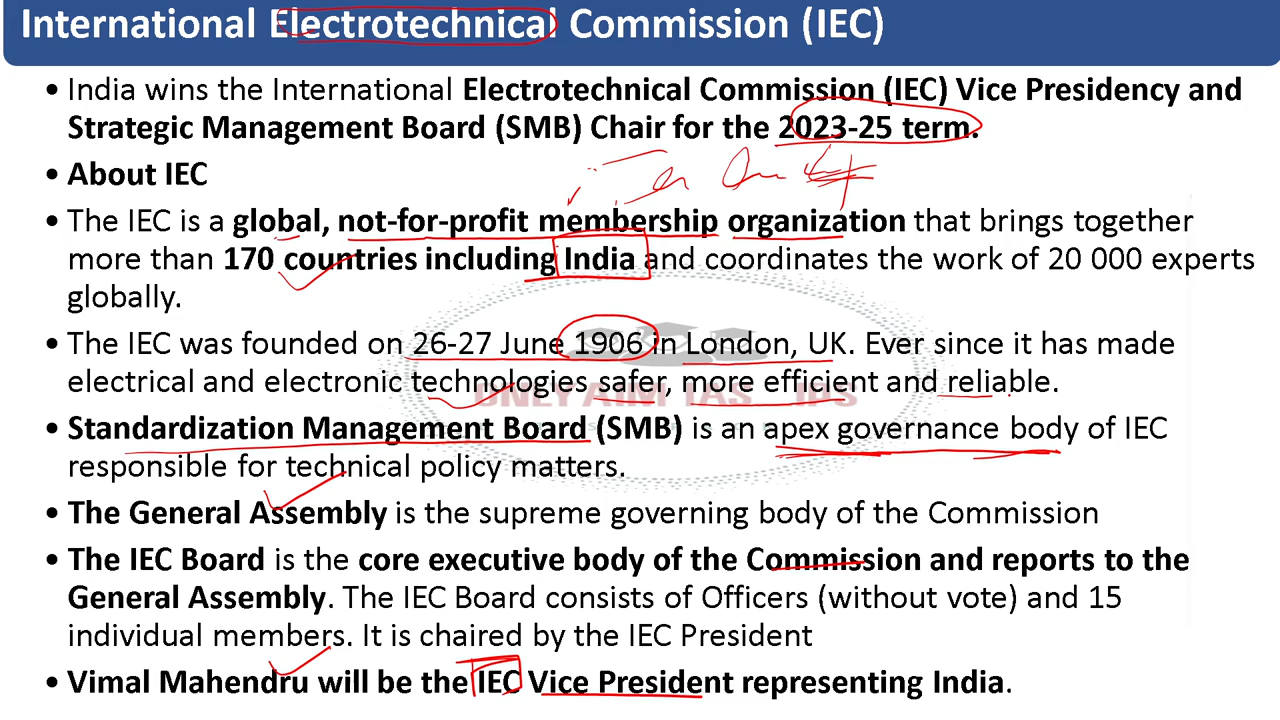 International Electrotechnical Commission (IEC)
• India wins the International Electrotechnical Commission (IEC) Vice Presidency and
Strategic Management Board (SMB) Chair for the 2023-25 term.
• About IEC
• The IEC is a global, not-for-profit membership organization that brings together
more than 170 countries including India and coordinates the work of 20 000 experts
globally.
• The IEC was founded on 26-27 June 1906 in London, UK. Ever since it has made
electrical and electronic technologies safer, more efficient and reliable.
ONLY AIM IAS IPS
• Standardization Management Board (SMB) is an apex governance body of IEC
responsible for technical policy matters.
• The General Assembly is the supreme governing body of the Commission
• The IEC Board is the core executive body of the Commission and reports to the
General Assembly. The IEC Board consists of Officers (without vote) and 15
individual members. It is chaired by the IEC President
• Vimal Mahendru will be the IEC Vice President representing India.